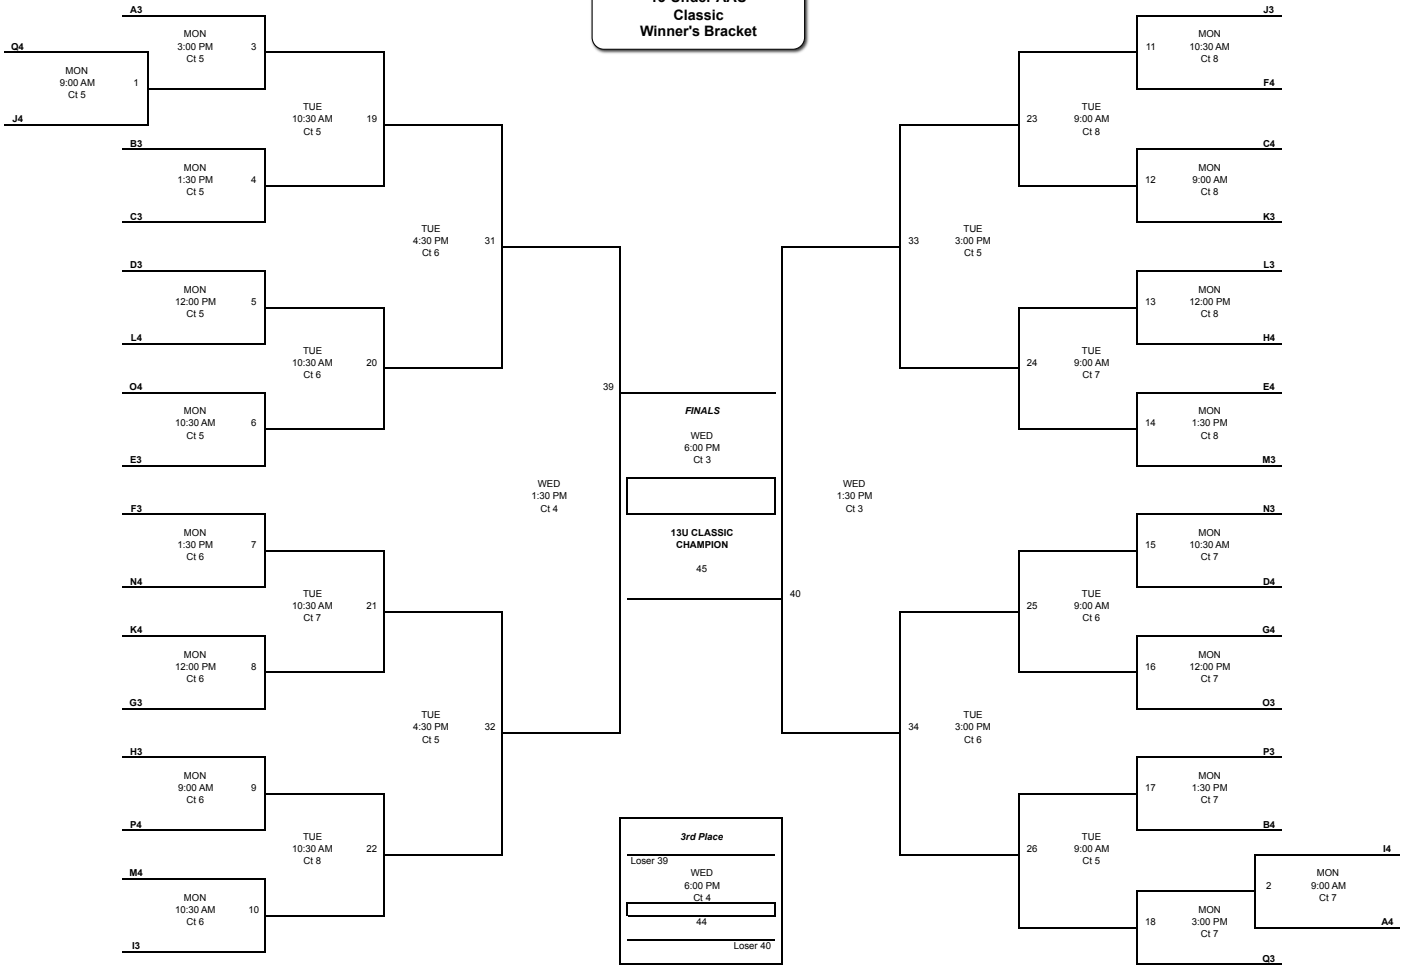 Classic
Winner's Bracket
A3
MON
3:00 PM
Ct 5
3
Q4
MON
9:00 AM
Ct 5
1
J4
TUE
10:30 AM
Ct 5
19
B3
MON
1:30 PM
Ct 5
4
C3
TUE
4:30 PM
Ct 6
31
D3
MON
12:00 PM
Ct 5
5
L4
TUE
10:30 AM
Ct 6
20
O4
MON
10:30 AM
Ct 5
6
E3
39
WED
1:30 PM
Ct 4
F3
MON
1:30 PM
Ct 6
7
N4
TUE
10:30 AM
Ct 7
21
K4
MON
12:00 PM
Ct 6
8
G3
TUE
4:30 PM
Ct 5
32
H3
MON
9:00 AM
Ct 6
9
P4
TUE
10:30 AM
Ct 8
22
M4
MON
10:30 AM
Ct 6
10
I3
FINALS
WED
6:00 PM
Ct 3
13U CLASSIC
CHAMPION
45
3rd Place
Loser 39
WED
6:00 PM
Ct 4
44
Loser 40
J3
11
MON
10:30 AM
Ct 8
F4
23
TUE
9:00 AM
Ct 8
C4
12
MON
9:00 AM
Ct 8
K3
33
TUE
3:00 PM
Ct 5
L3
13
MON
12:00 PM
Ct 8
H4
24
TUE
9:00 AM
Ct 7
E4
14
MON
1:30 PM
Ct 8
M3
WED
1:30 PM
Ct 3
40
N3
15
MON
10:30 AM
Ct 7
D4
25
TUE
9:00 AM
Ct 6
G4
16
MON
12:00 PM
Ct 7
O3
34
TUE
3:00 PM
Ct 6
P3
17
MON
1:30 PM
Ct 7
B4
26
TUE
9:00 AM
Ct 5
I4
2
MON
9:00 AM
Ct 7
A4
18
MON
3:00 PM
Ct 7
Q3